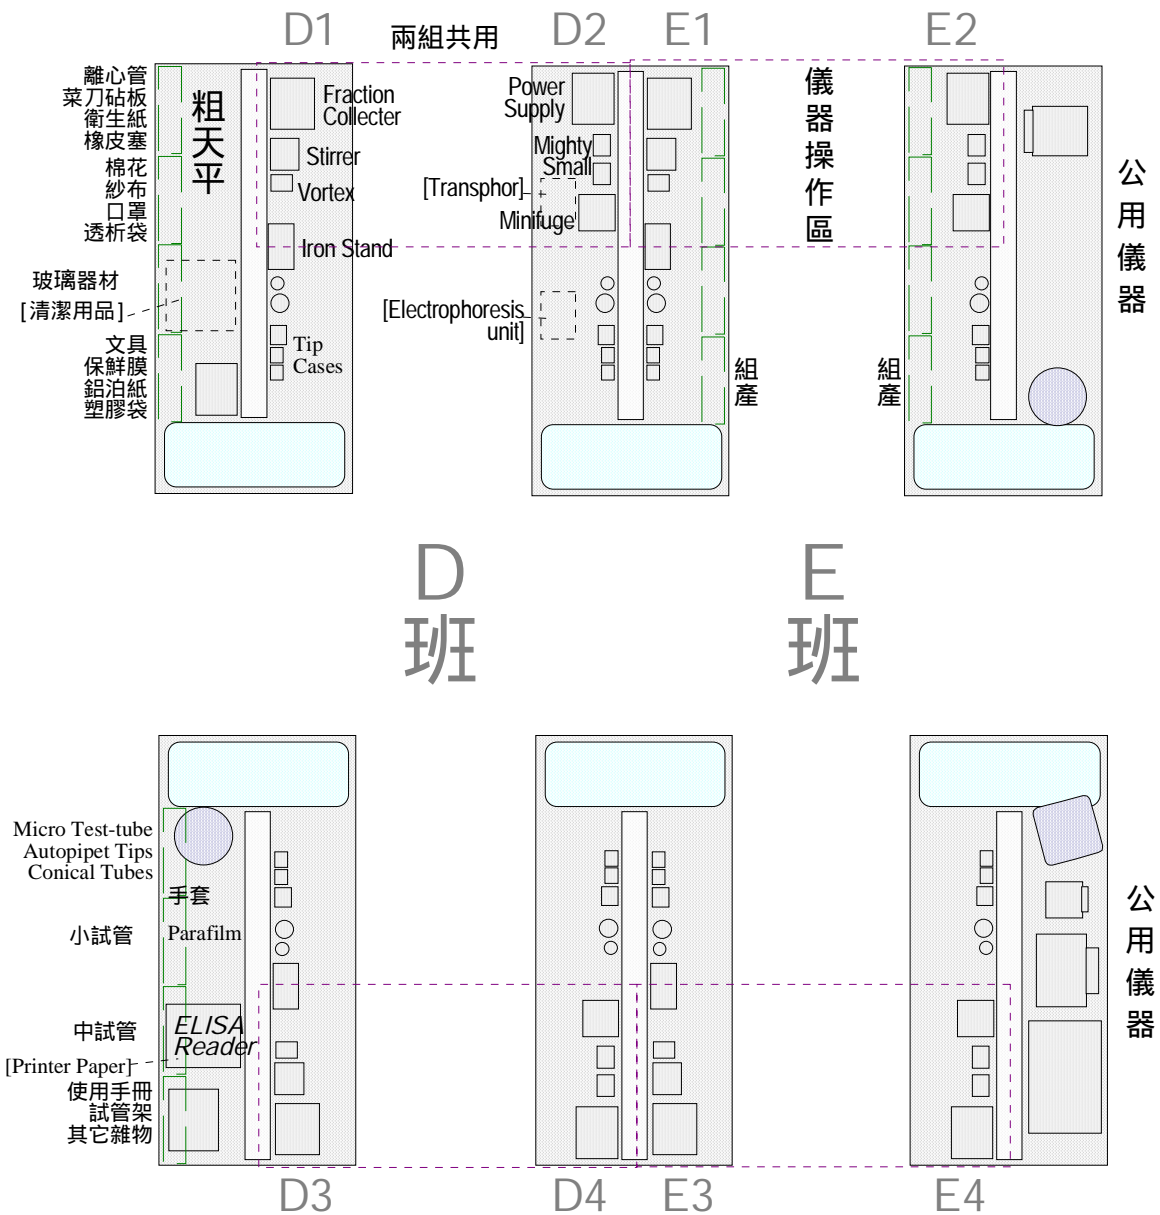 D1
兩組共用
D2
E1
E2
離心管
菜刀砧板
衛生紙
橡皮塞
棉花
紗布
口罩
透析袋
玻璃器材
[清潔用品]
文具
保鮮膜
鋁泊紙
塑膠袋
粗天平
Fraction
Collecter
Stirrer
Vortex
Iron Stand
Tip
Cases
Power
Supply
Mighty
Small
[Transphor]
Minifuge
[Electrophoresis
unit]
儀器操作區
組產
組產
公用儀器
D
班
E
班
Micro Test-tube
Autopipet Tips
Conical Tubes
手套
小試管
Parafilm
中試管
ELISA
Reader
[Printer Paper]
使用手冊
試管架
其它雜物
公用儀器
D3
D4
E3
E4